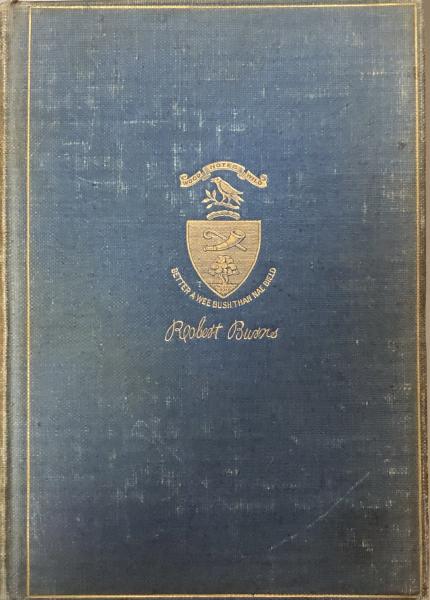 WOOD NOTES WILD
BETTER A WEE BUSH THAN NAE BIELD
Robert Burns